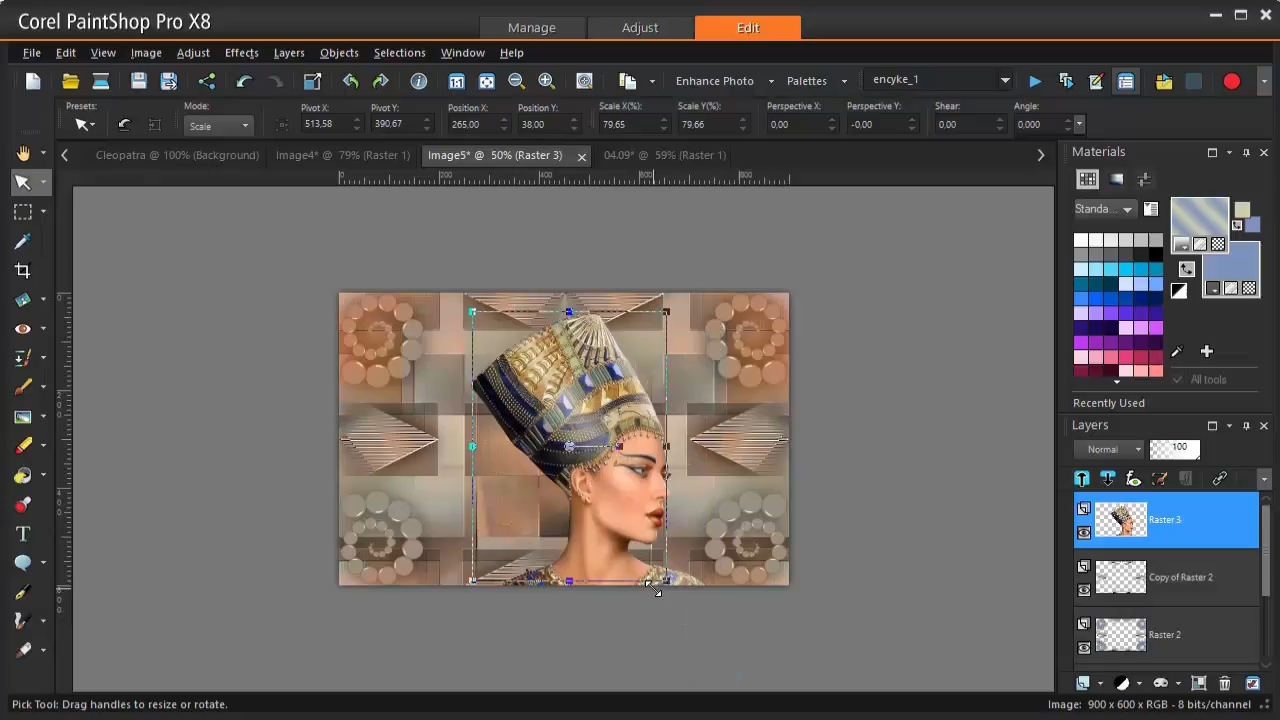 Corel PaintShop Pro X8
Manage
Adjust
Edit
File
Edit
View
Image
Adjust
Effects
Layers
Objects
Selections
Window
Help
Enhance Photo
Palettes
encyke_1
Presets:
Mode:
Scale
Pivot X:
513,58
Pivot Y:
390.67
Position X:
265,00
Position Y:
38,00
Scale X(%):
79.65
Scale Y(%):
79.66
Perspective X:
0,00
Perspective Y:
-0,00
Shear:
0,00
Angle:
0,000
Cleopatra @ 100% (Background)
Image4* @ 79% (Raster 1)
Image5* @ 50% (Raster 3)
04.09* @ 59% (Raster 1)
Materials
Standa...
All tools
Recently Used
Layers
Normal
100
Raster 3
Copy of Raster 2
Raster 2
Pick Tool: Drag handles to resize or rotate.
Image: 900 x 600 x RGB - 8 bits/channel